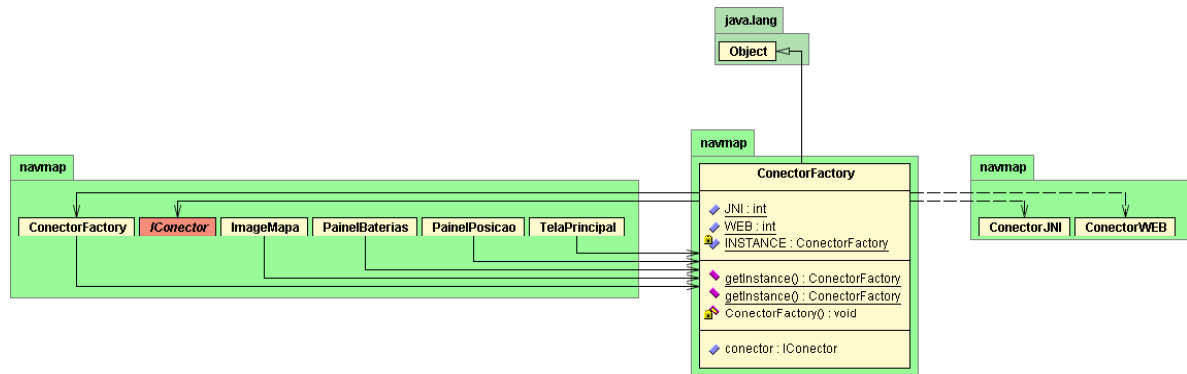 java.lang
Object
navmap
ConectorFactory
IConector
ImageMapa
PainelBaterias
PainelPosicao
TelaPrincipal
navmap
ConectorFactory
JNI : int
WEB : int
INSTANCE : ConectorFactory
getInstance() : ConectorFactory
getInstance() : ConectorFactory
ConectorFactory() : void
conector : IConector
navmap
ConectorJNI
ConectorWEB